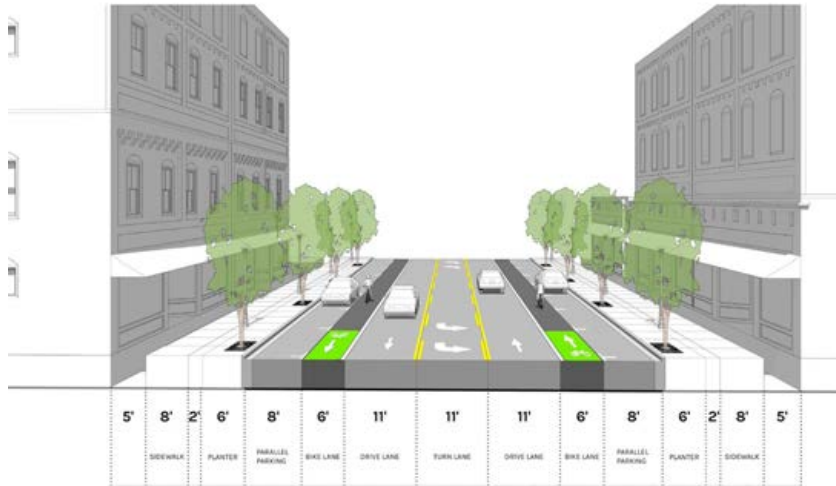 5' 8' 2' 6' 8' 6' 11' 11' 11' 6' 8' 6' 2' 8' 5'
SIDEWALK PLANTER PARALLEL PARKING BIKE LANE DRIVE LANE TURN LANE DRIVE LANE BIKE LANE PARALLEL PARKING PLANTER SIDEWALK